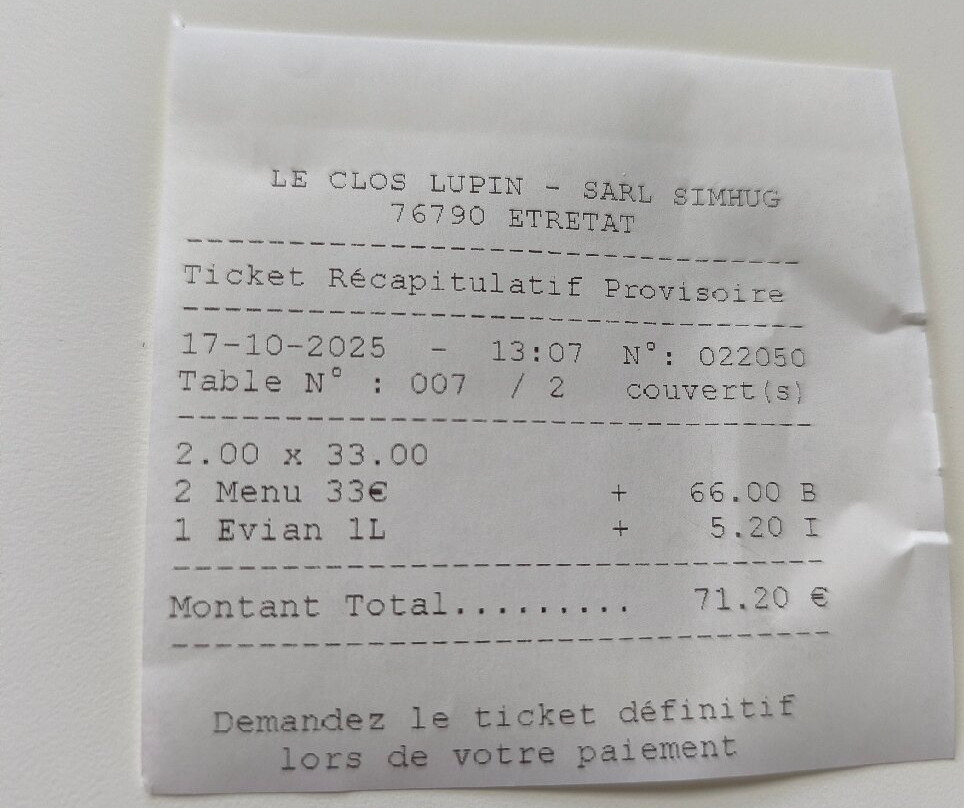 LE CLOS LUPIN - SARL SIMHUG
76790 ETRETAT
--------------------------------
Ticket Récapitulatif Provisoire
--------------------------------
17-10-2025 - 13:07 N°: 022050
Table N° : 007 / 2 couvert(s)
--------------------------------
2.00 x 33.00
2 Menu 33€ + 66.00 B
1 Evian 1L + 5.20 I
--------------------------------
Montant Total......... 71.20 €
--------------------------------
Demandez le ticket définitif
lors de votre paiement